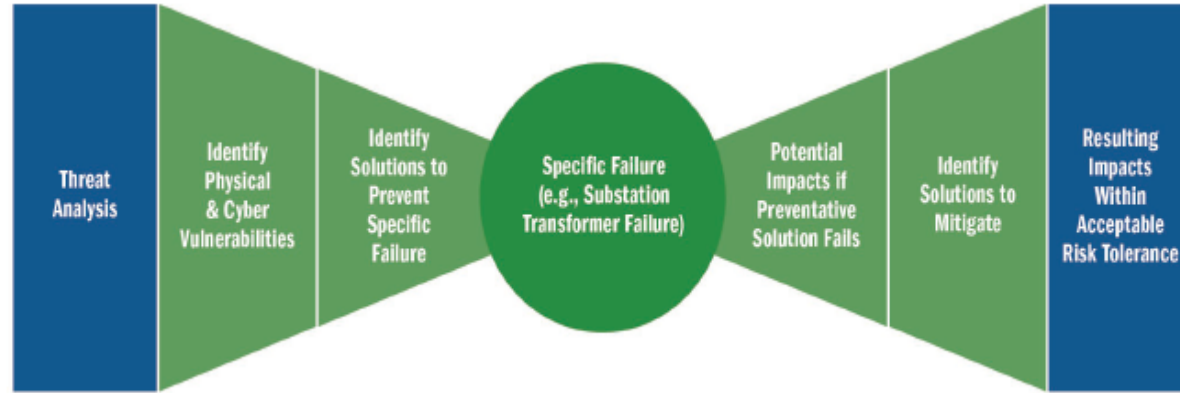 Threat
Analysis
Identify
Physical
& Cyber
Vulnerabilities
Identify
Solutions to
Prevent
Specific
Failure
Specific Failure
(e.g., Substation
Transformer Failure)
Potential
Impacts if
Preventative
Solution Fails
Identify
Solutions to
Mitigate
Resulting
Impacts
Within
Acceptable
Risk Tolerance